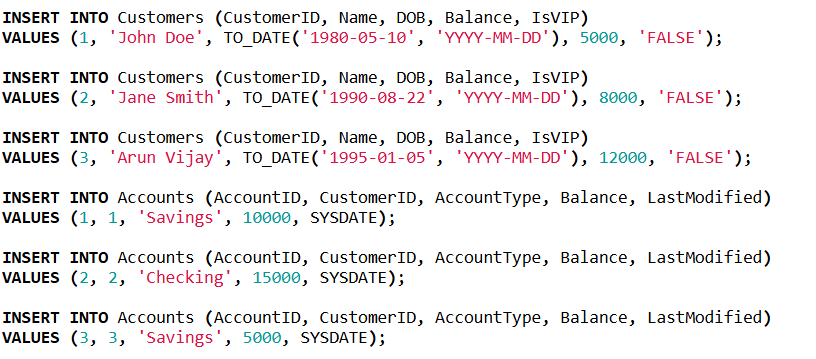 INSERT INTO Customers (CustomerID, Name, DOB, Balance, IsVIP)
VALUES (1, 'John Doe', TO_DATE('1980-05-10', 'YYYY-MM-DD'), 5000, 'FALSE');
INSERT INTO Customers (CustomerID, Name, DOB, Balance, IsVIP)
VALUES (2, 'Jane Smith', TO_DATE('1990-08-22', 'YYYY-MM-DD'), 8000, 'FALSE');
INSERT INTO Customers (CustomerID, Name, DOB, Balance, IsVIP)
VALUES (3, 'Arun Vijay', TO_DATE('1995-01-05', 'YYYY-MM-DD'), 12000, 'FALSE');
INSERT INTO Accounts (AccountID, CustomerID, AccountType, Balance, LastModified)
VALUES (1, 1, 'Savings', 10000, SYSDATE);
INSERT INTO Accounts (AccountID, CustomerID, AccountType, Balance, LastModified)
VALUES (2, 2, 'Checking', 15000, SYSDATE);
INSERT INTO Accounts (AccountID, CustomerID, AccountType, Balance, LastModified)
VALUES (3, 3, 'Savings', 5000, SYSDATE);